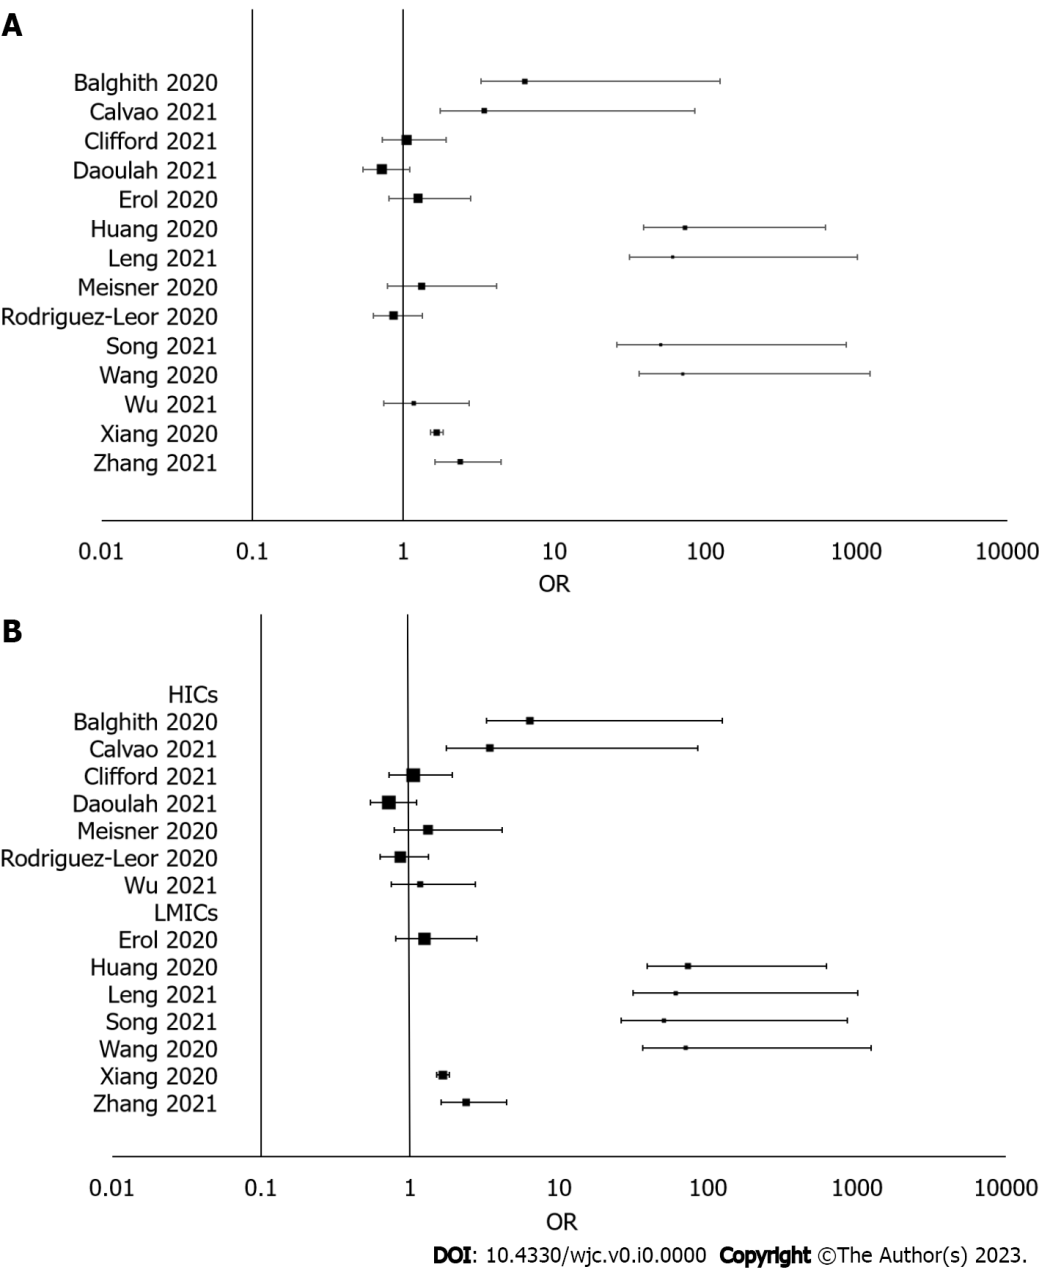 A
Balghith 2020
Calvao 2021
Clifford 2021
Daoulah 2021
Erol 2020
Huang 2020
Leng 2021
Meisner 2020
Rodriguez-Leor 2020
Song 2021
Wang 2020
Wu 2021
Xiang 2020
Zhang 2021
0.01 0.1 1 10 100 1000 10000
OR
B
HICs
Balghith 2020
Calvao 2021
Clifford 2021
Daoulah 2021
Meisner 2020
Rodriguez-Leor 2020
Wu 2021
LMICs
Erol 2020
Huang 2020
Leng 2021
Song 2021
Wang 2020
Xiang 2020
Zhang 2021
0.01 0.1 1 10 100 1000 10000
OR
DOI: 10.4330/wjc.v0.i0.0000 Copyright ©The Author(s) 2023.